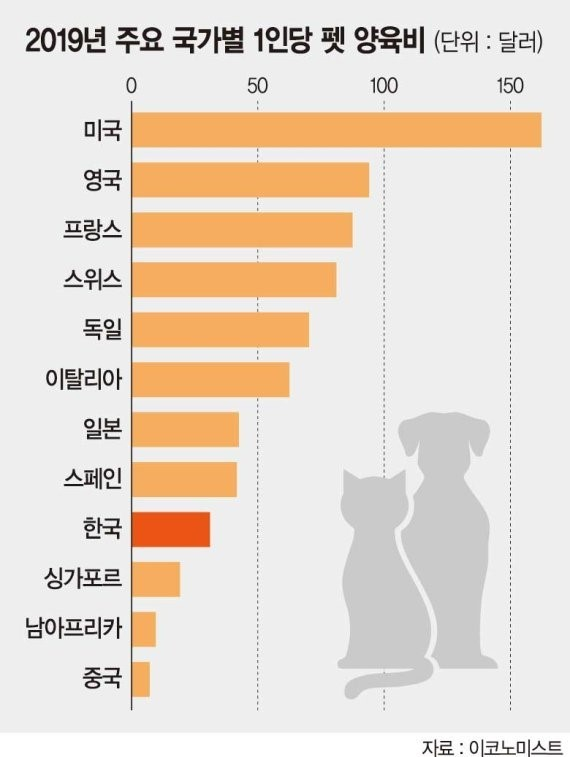 2019년 주요 국가별 1인당 펫 양육비 (단위 : 달러)
0 50 100 150
미국
영국
프랑스
스위스
독일
이탈리아
일본
스페인
한국
싱가포르
남아프리카
중국
자료 : 이코노미스트